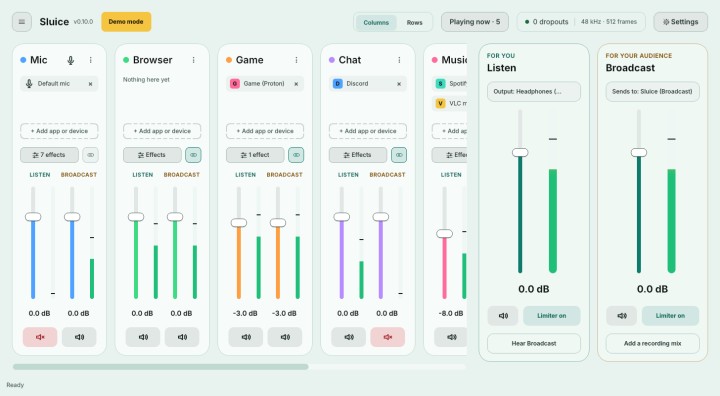 Sluice v0.10.0 Demo mode Columns Rows Playing now · 5 0 dropouts 48 kHz · 512 frames Settings
Mic
Default mic ×
+ Add app or device
7 effects
LISTEN BROADCAST
0.0 dB 0.0 dB
Browser
Nothing here yet
+ Add app or device
Effects
LISTEN BROADCAST
0.0 dB 0.0 dB
Game
G Game (Proton) ×
+ Add app or device
1 effect
LISTEN BROADCAST
-3.0 dB -3.0 dB
Chat
D Discord ×
+ Add app or device
Effects
LISTEN BROADCAST
0.0 dB 0.0 dB
Music
S Spotif
V VLC m
+ Add
Effec
LISTEN
-8.0 dB
FOR YOU
Listen
Output: Headphones (...
0.0 dB
Limiter on
Hear Broadcast
FOR YOUR AUDIENCE
Broadcast
Sends to: Sluice (Broadcast)
0.0 dB
Limiter on
Add a recording mix
Ready